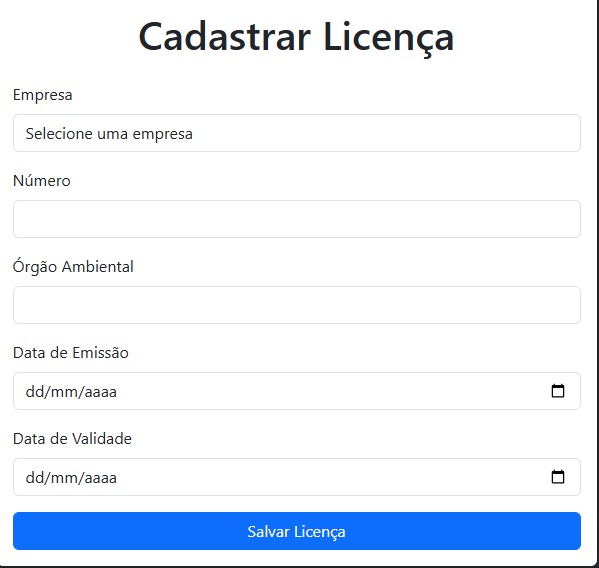 Cadastrar Licença
Empresa
Selecione uma empresa
Número
Órgão Ambiental
Data de Emissão
dd/mm/aaaa
Data de Validade
dd/mm/aaaa
Salvar Licença